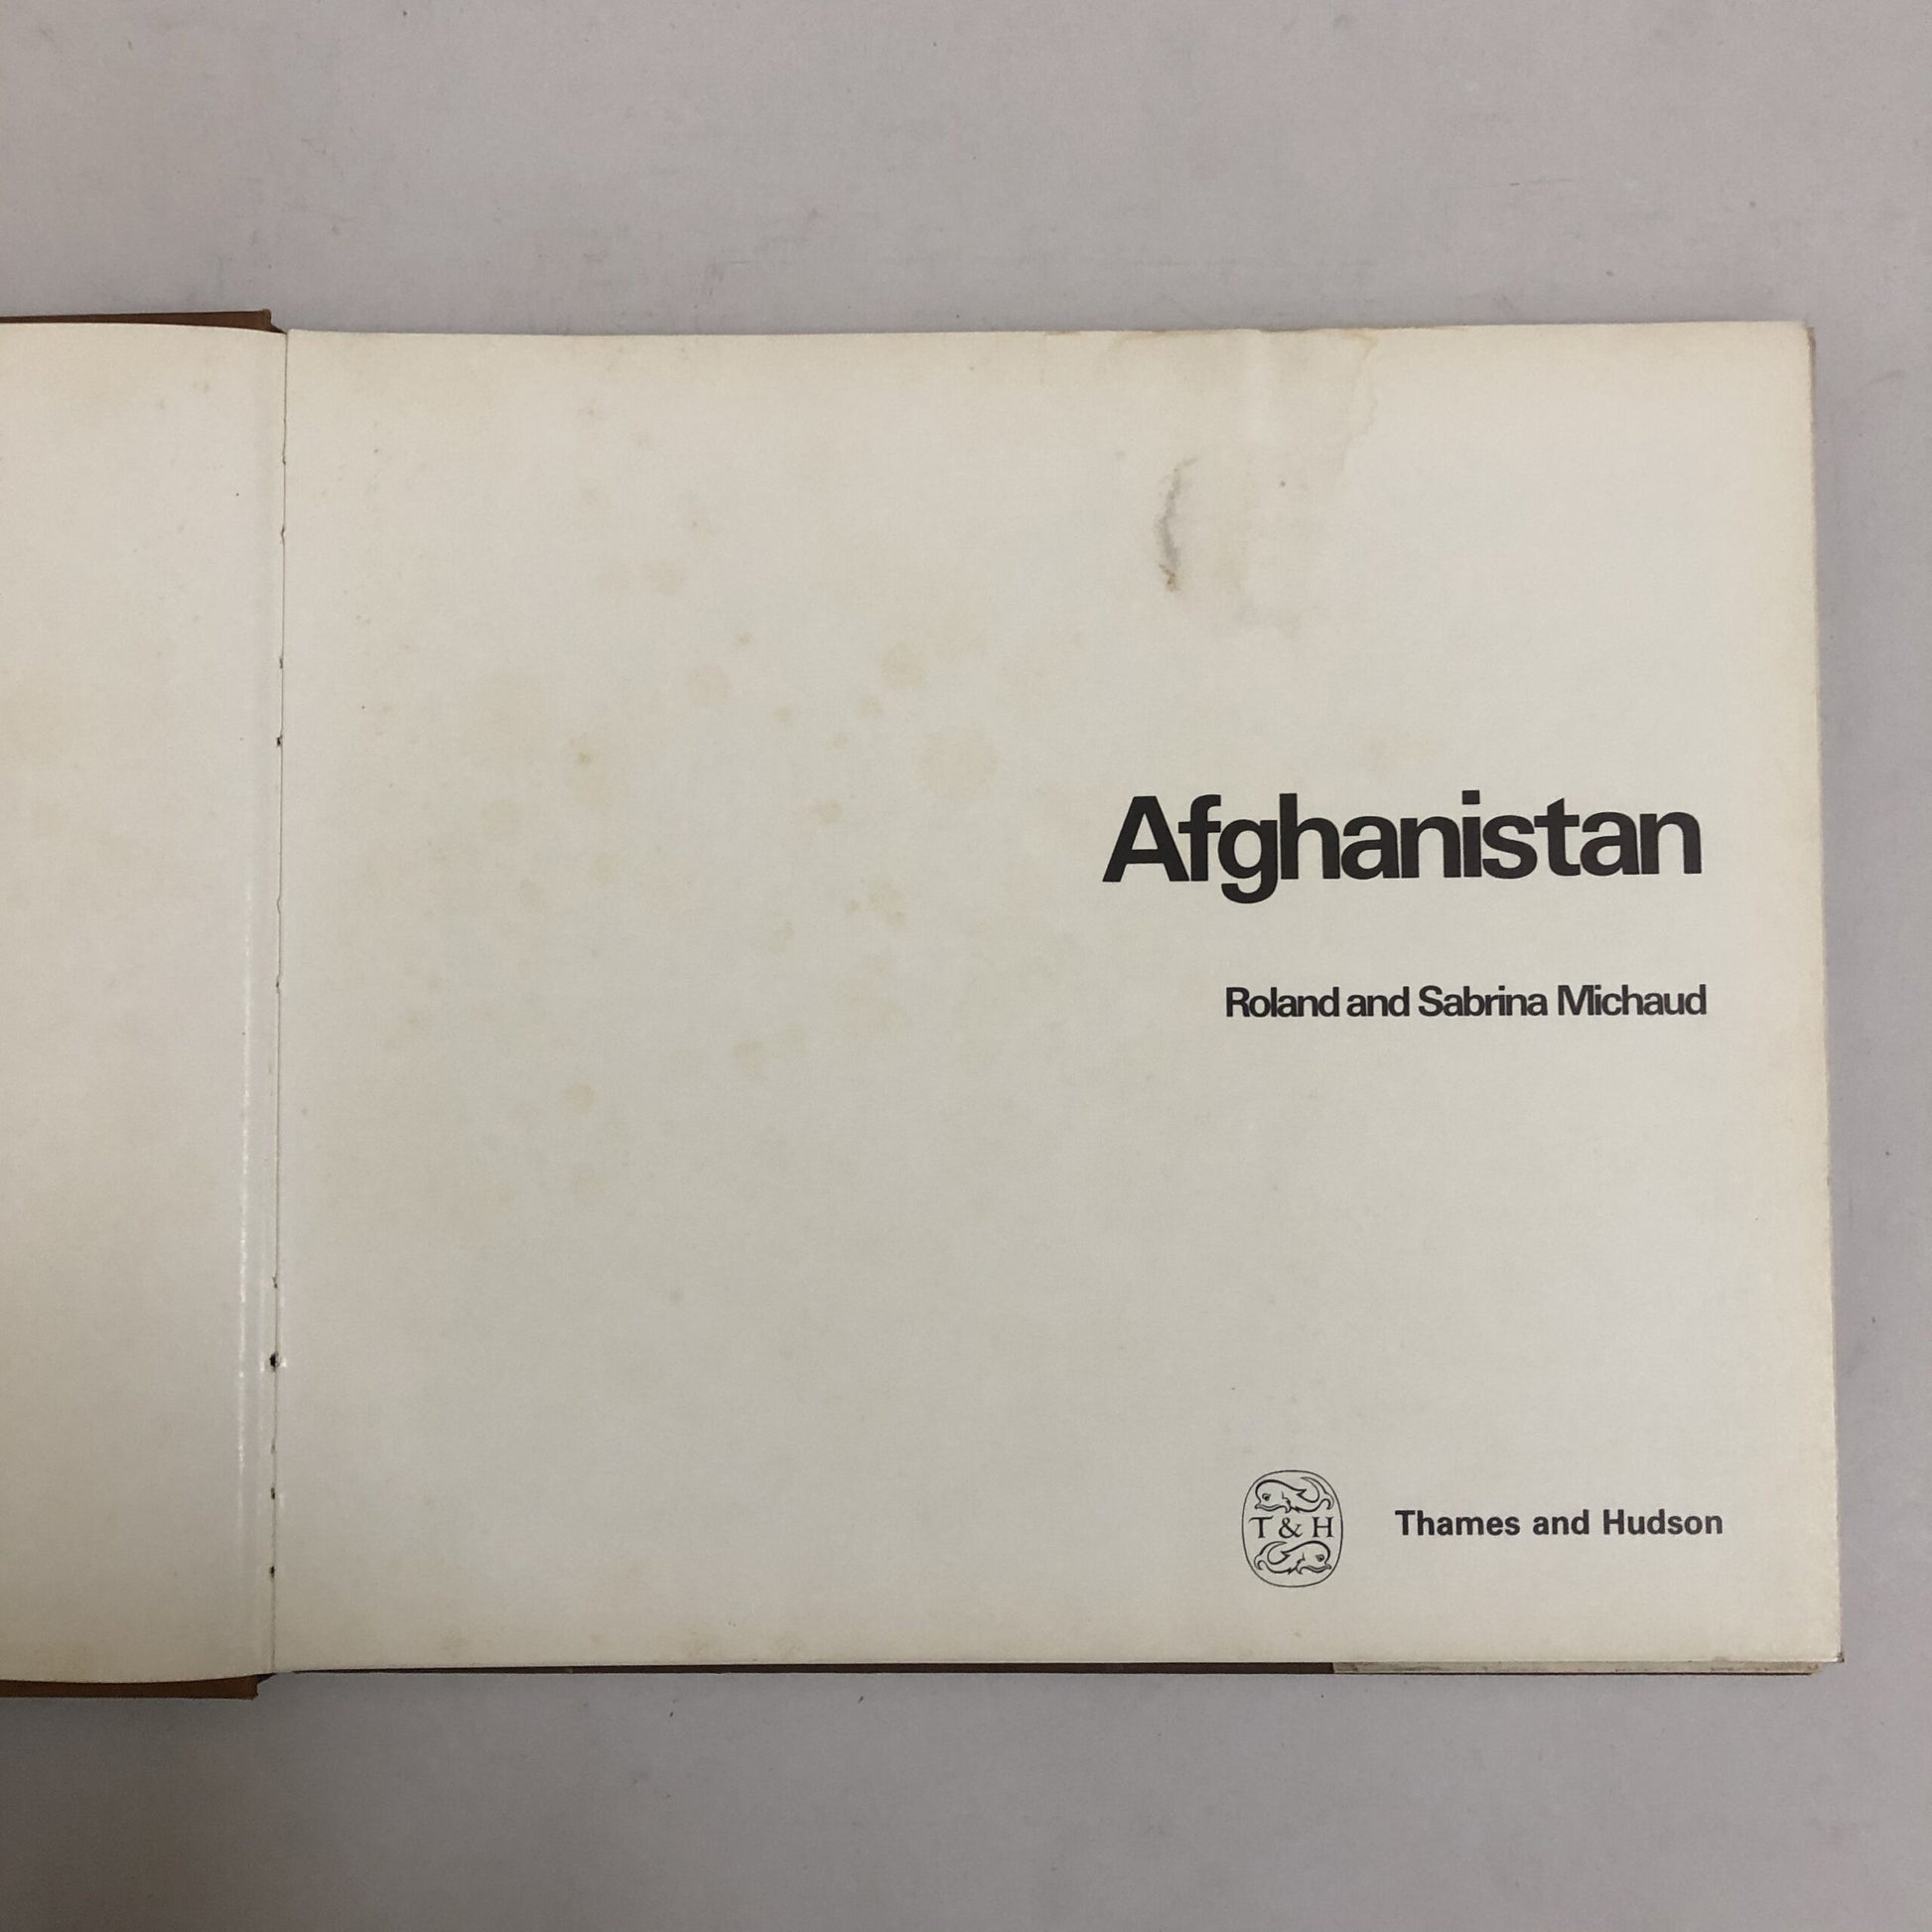 Afghanistan
Roland and Sabrina Michaud
T & H
Thames and Hudson